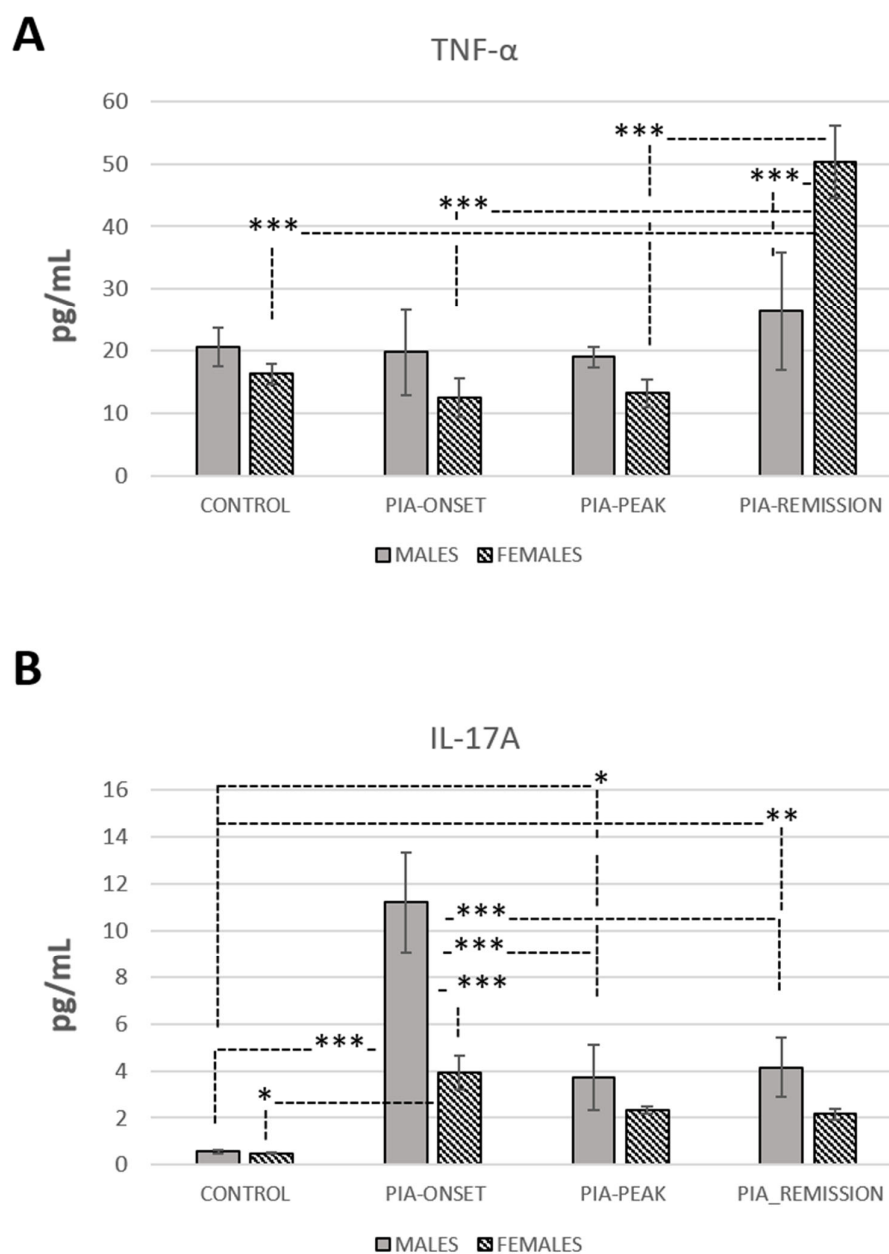 A
TNF-α
60
***
50
***
***
40
***
30
20
10
0
pg/mL
CONTROL PIA-ONSET PIA-PEAK PIA-REMISSION
MALES FEMALES
B
IL-17A
16
*
**
14
12
***
10
***
8
***
6
***
4
*
2
0
pg/mL
CONTROL PIA-ONSET PIA-PEAK PIA_REMISSION
MALES FEMALES